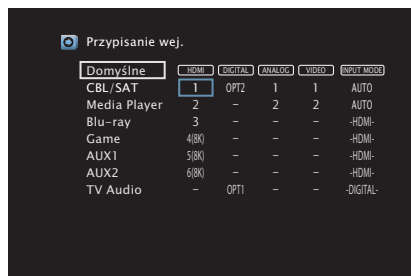 Przypisanie wej.
Domyślne HDMI DIGITAL ANALOG VIDEO INPUT MODE
CBL/SAT 1 OPT2 1 1 AUTO
Media Player 2 – 2 2 AUTO
Blu-ray 3 – – – -HDMI-
Game 4(8K) – – – -HDMI-
AUX1 5(8K) – – – -HDMI-
AUX2 6(8K) – – – -HDMI-
TV Audio – OPT1 – – -DIGITAL-